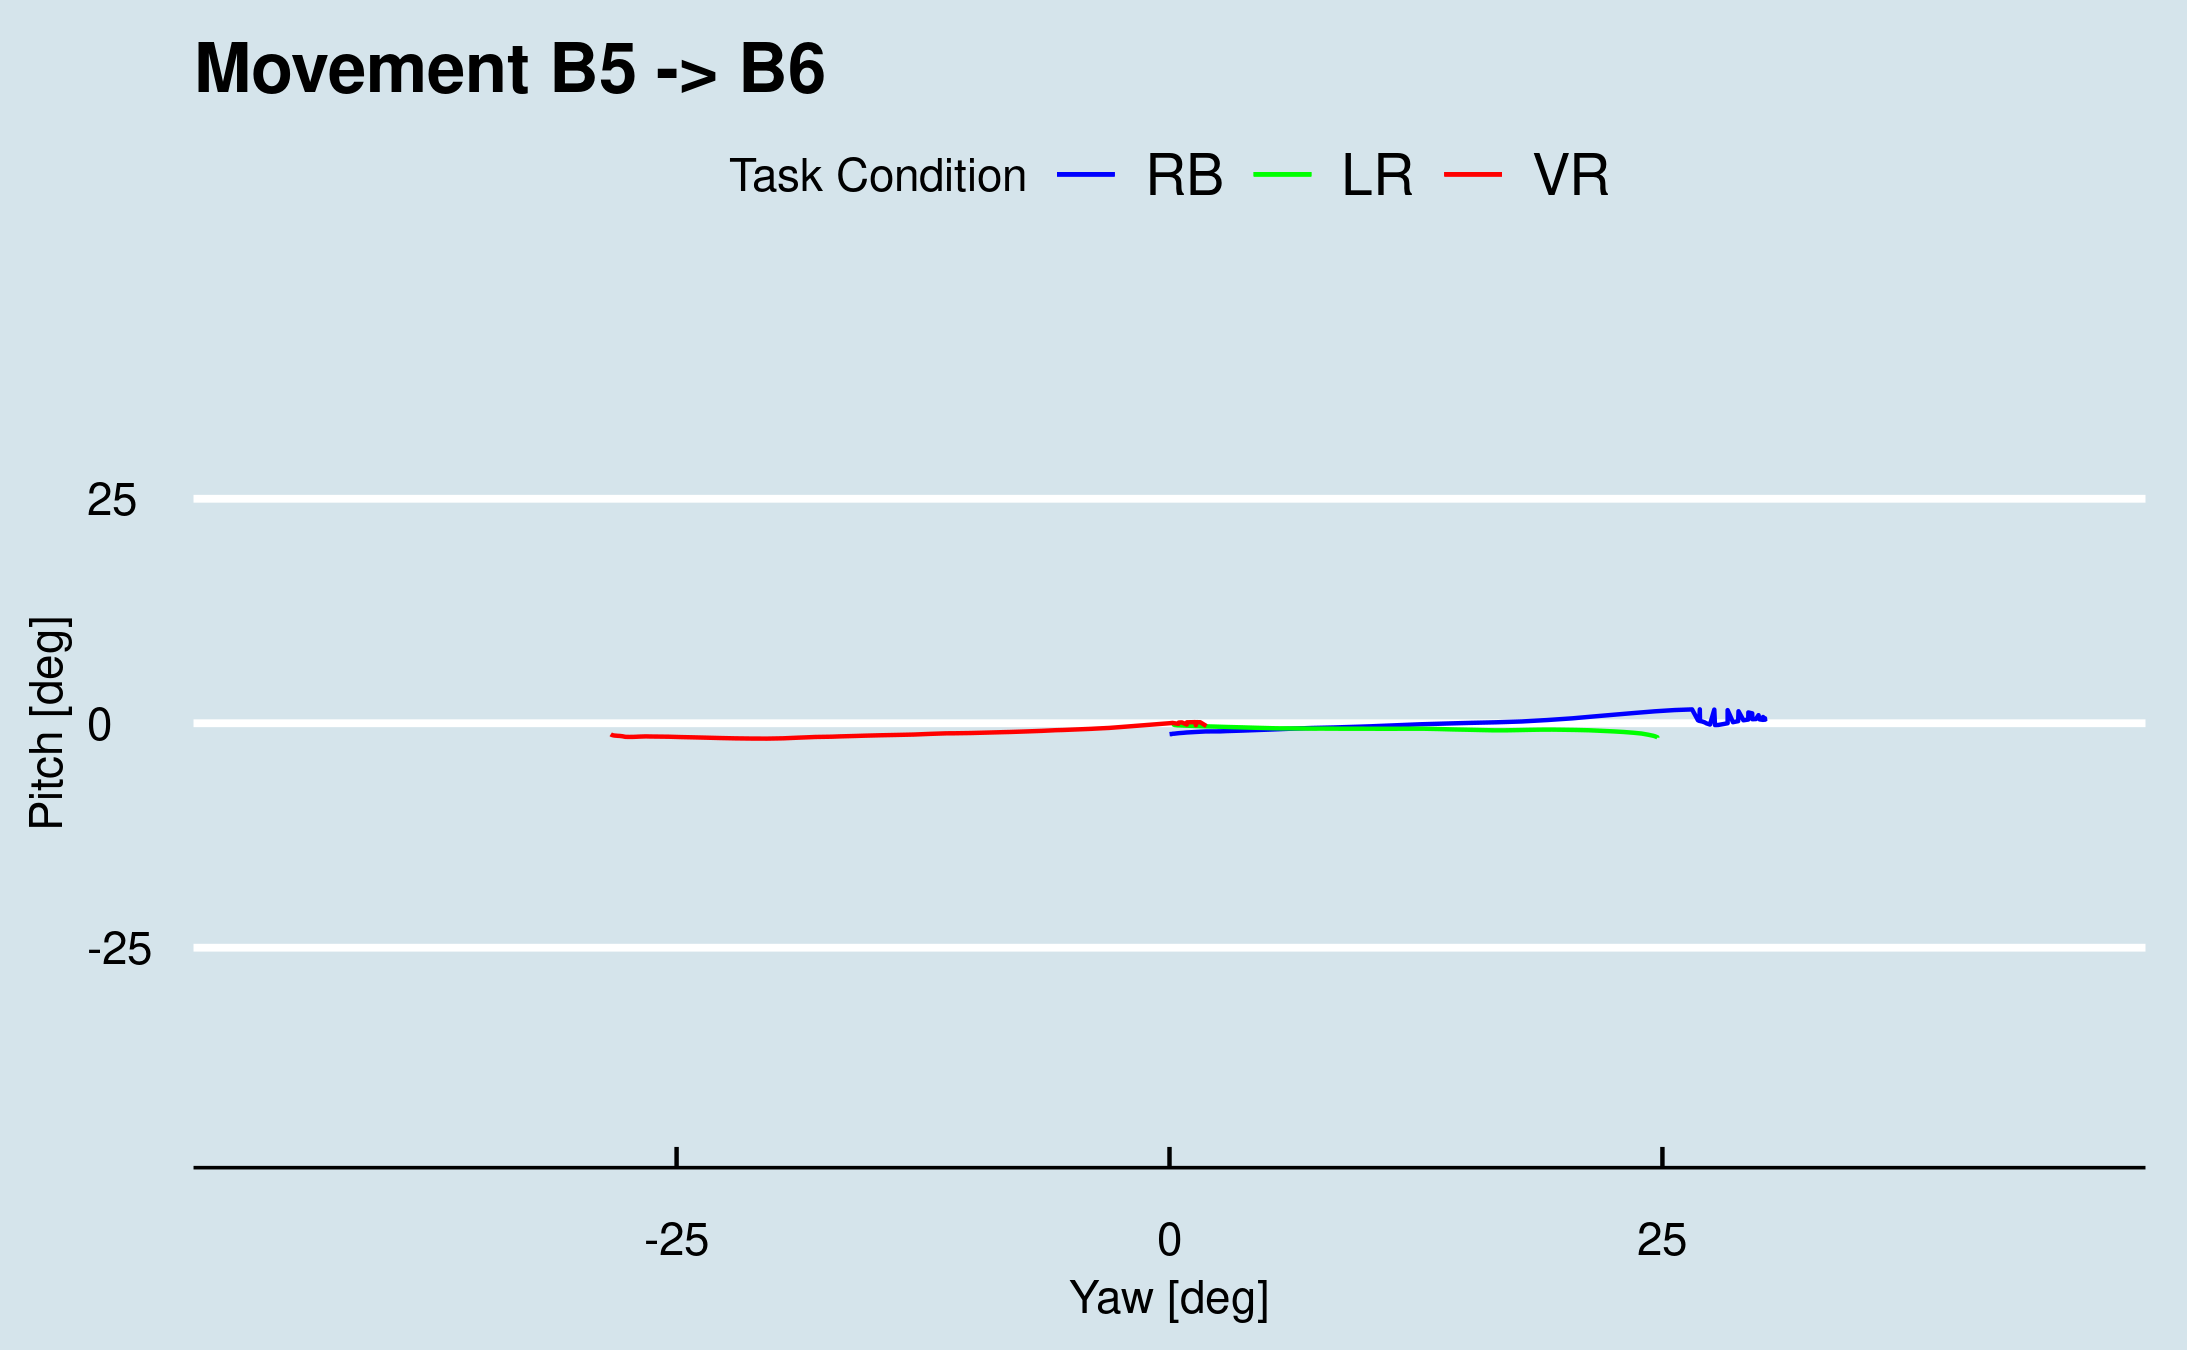 Movement B5 -> B6
Task Condition RB LR VR
25
0
-25
Pitch [deg]
-25 0 25
Yaw [deg]